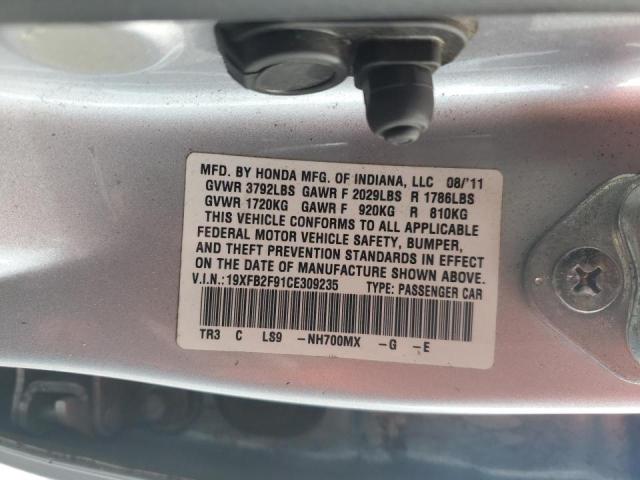 MFD. BY HONDA MFG. OF INDIANA, LLC 08/'11
GVWR 3792LBS GAWR F 2029LBS R 1786LBS
GVWR 1720KG GAWR F 920KG R 810KG
THIS VEHICLE CONFORMS TO ALL APPLICABLE
FEDERAL MOTOR VEHICLE SAFETY, BUMPER,
AND THEFT PREVENTION STANDARDS IN EFFECT
ON THE DATE OF MANUFACTURE SHOWN ABOVE.
V.I.N.: 19XFB2F91CE309235 TYPE: PASSENGER CAR
TR3 C LS9 -NH700MX -G -E